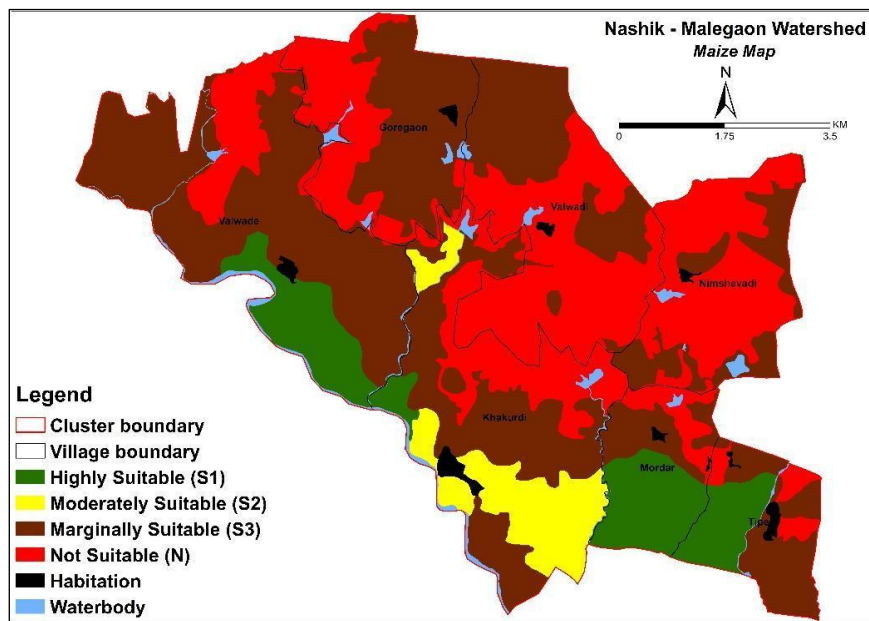 Nashik - Malegaon Watershed
Maize Map
N
KM
0 1.75 3.5
Goregaon
Valwade
Valwadi
Nimshevadi
Khakurdi
Mordar
Tipe
Legend
Cluster boundary
Village boundary
Highly Suitable (S1)
Moderately Suitable (S2)
Marginally Suitable (S3)
Not Suitable (N)
Habitation
Waterbody